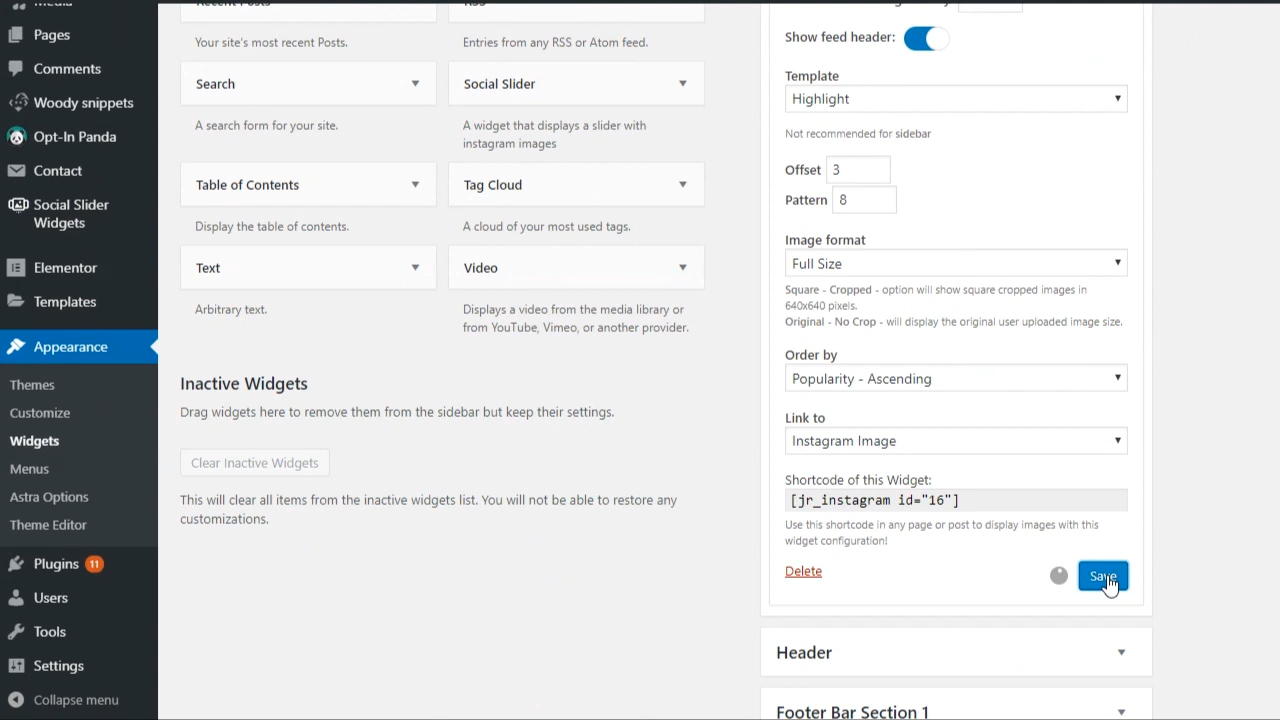 Pages
Comments
Woody snippets
Opt-In Panda
Contact
Social Slider
Widgets
Elementor
Templates
Appearance
Themes
Customize
Widgets
Menus
Astra Options
Theme Editor
Plugins 11
Users
Tools
Settings
Collapse menu
Your site's most recent Posts.
Entries from any RSS or Atom feed.
Search
Social Slider
A search form for your site.
A widget that displays a slider with
instagram images
Table of Contents
Tag Cloud
Display the table of contents.
A cloud of your most used tags.
Text
Video
Arbitrary text.
Displays a video from the media library or
from YouTube, Vimeo, or another provider.
Inactive Widgets
Drag widgets here to remove them from the sidebar but keep their settings.
Clear Inactive Widgets
This will clear all items from the inactive widgets list. You will not be able to restore any
customizations.
Show feed header:
Template
Highlight
Not recommended for sidebar
Offset 3
Pattern 8
Image format
Full Size
Square - Cropped - option will show square cropped images in
640x640 pixels.
Original - No Crop - will display the original user uploaded image size.
Order by
Popularity - Ascending
Link to
Instagram Image
Shortcode of this Widget:
[jr_instagram id="16"]
Use this shortcode in any page or post to display images with this
widget configuration!
Delete
Save
Header
Footer Bar Section 1